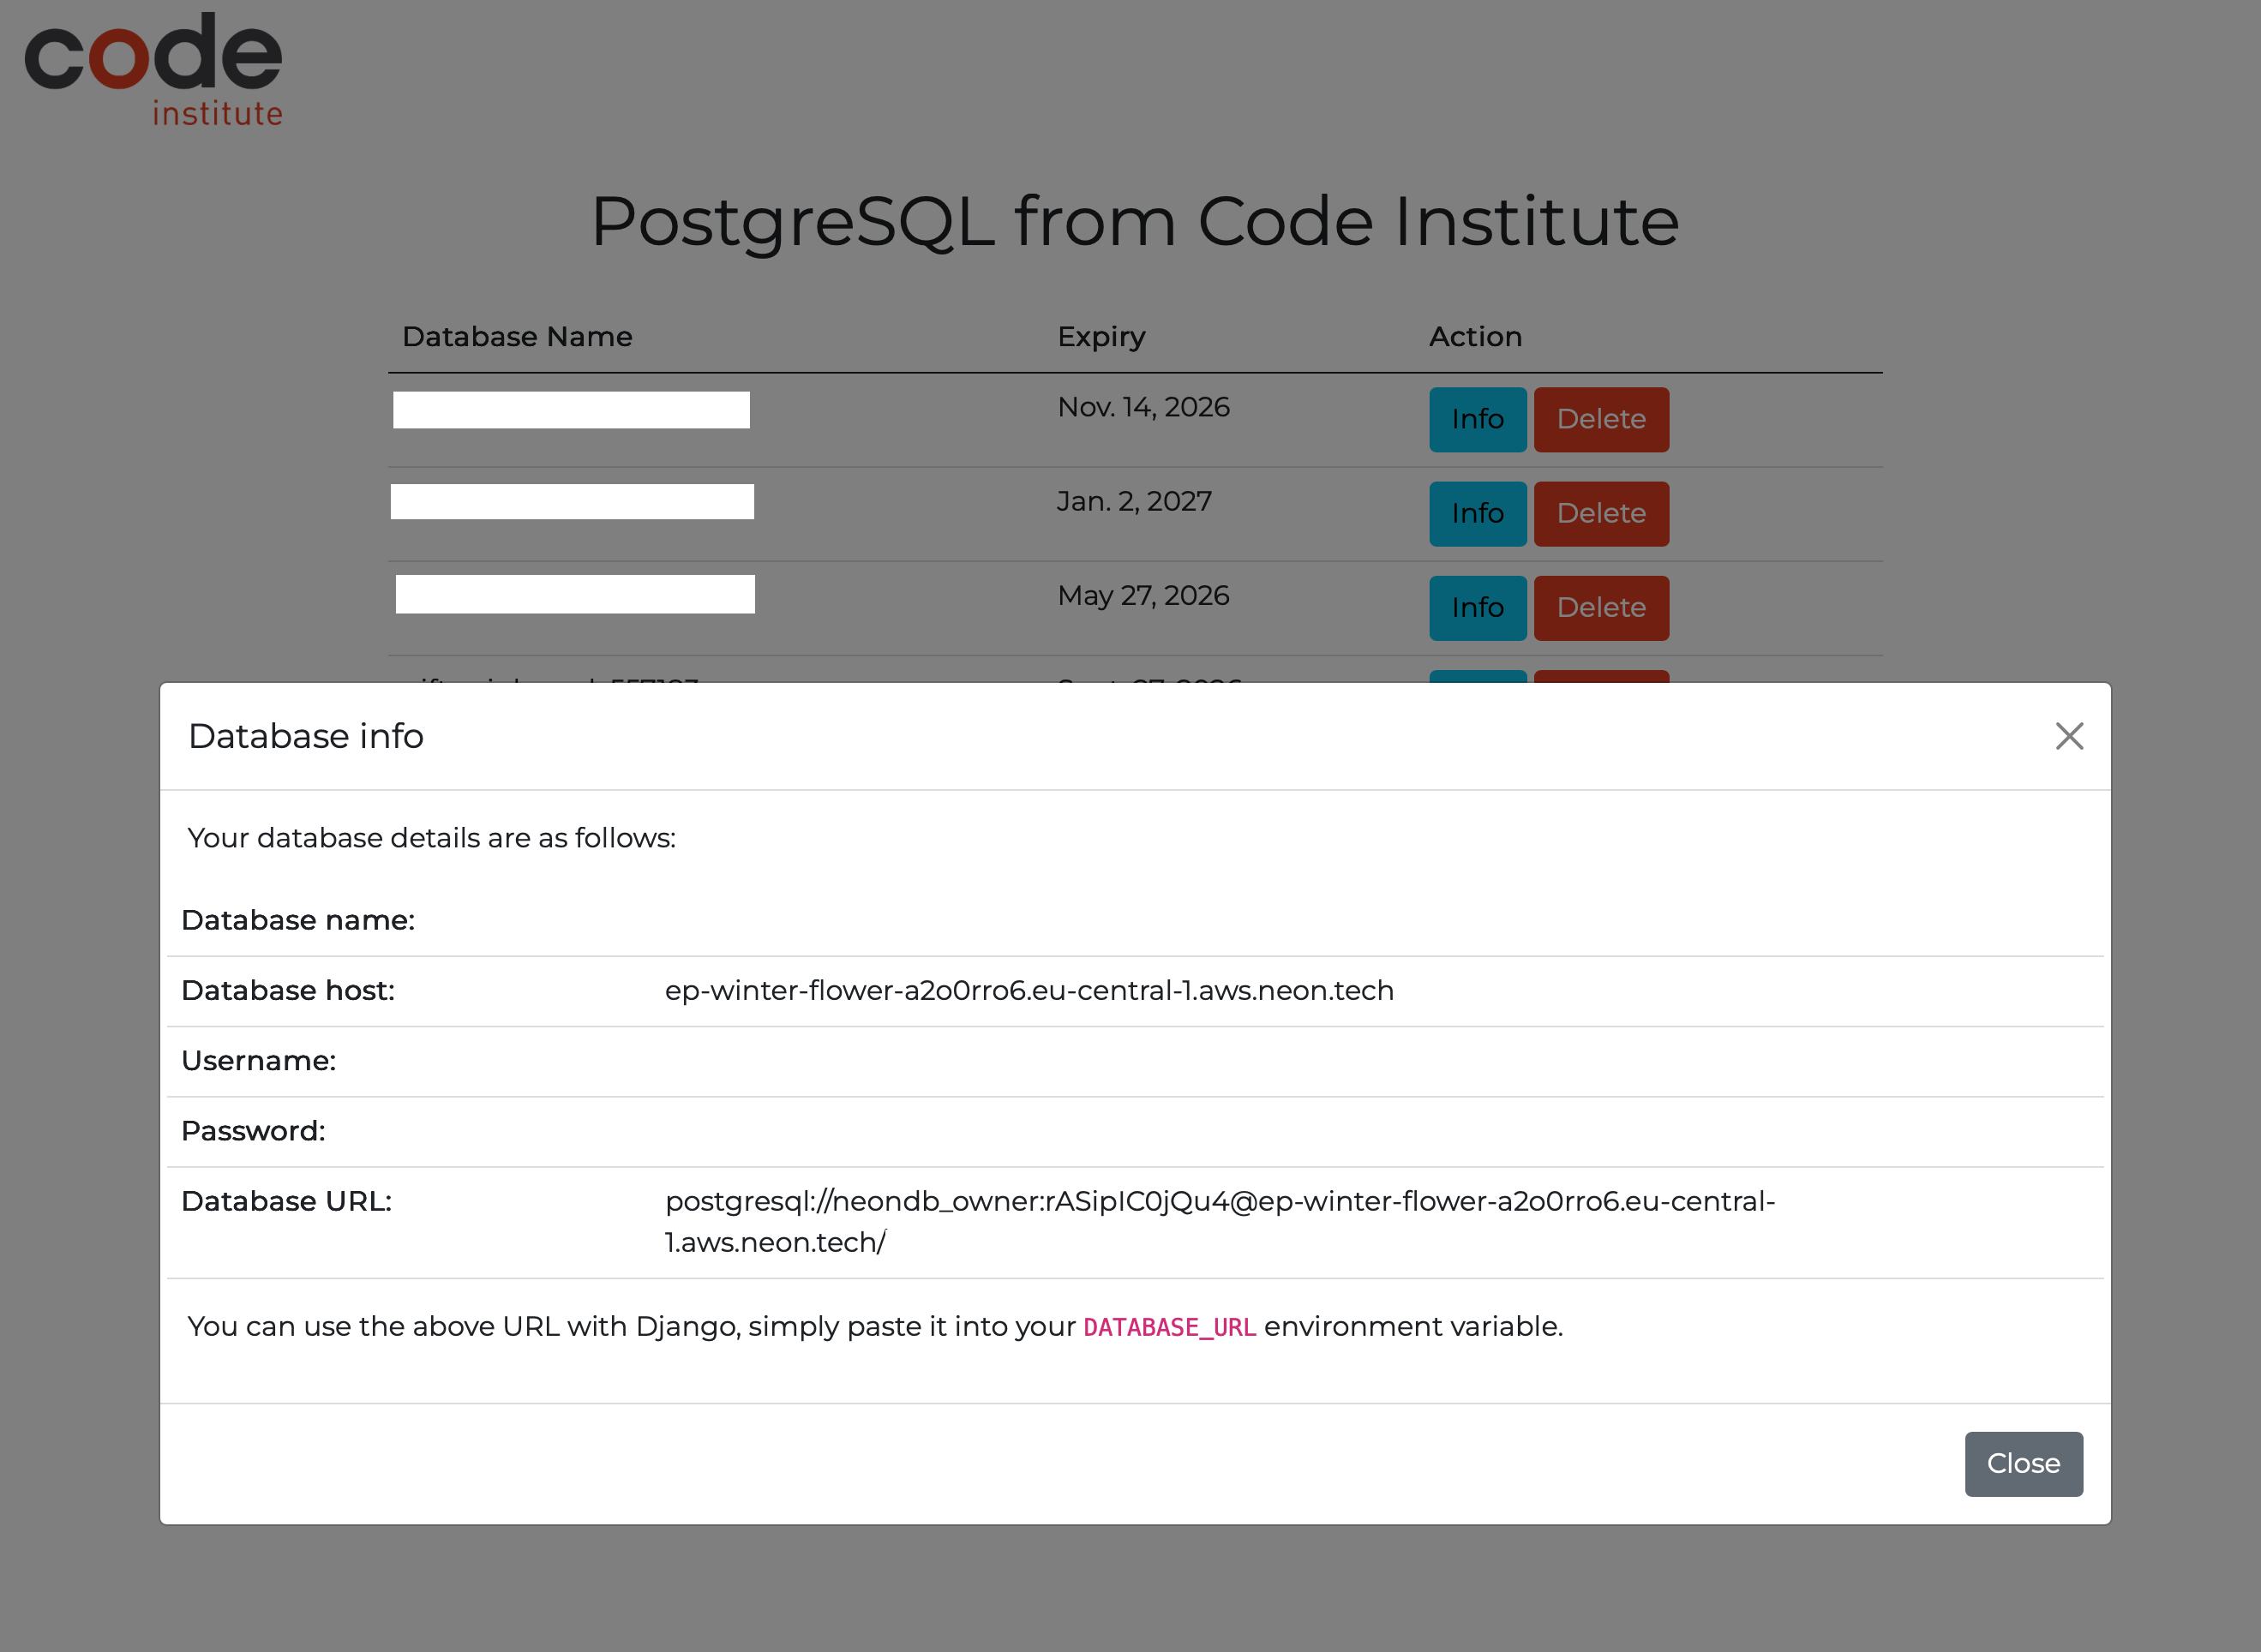 code
institute
PostgreSQL from Code Institute
Database Name Expiry Action
Nov. 14, 2026 Info Delete
Jan. 2, 2027 Info Delete
May 27, 2026 Info Delete
Database info
Your database details are as follows:
Database name:
Database host: ep-winter-flower-a2o0rro6.eu-central-1.aws.neon.tech
Username:
Password:
Database URL: postgresql://neondb_owner:rASipIC0jQu4@ep-winter-flower-a2o0rro6.eu-central-
1.aws.neon.tech/
You can use the above URL with Django, simply paste it into your DATABASE_URL environment variable.
Close